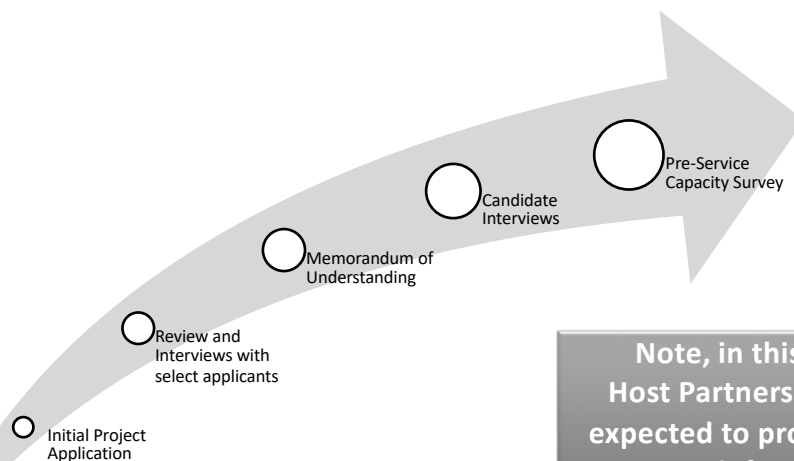 Pre-Service
Capacity Survey
Candidate
Interviews
Memorandum of
Understanding
Review and
Interviews with
select applicants
Initial Project
Application
Note, in this
Host Partners
expected to pro